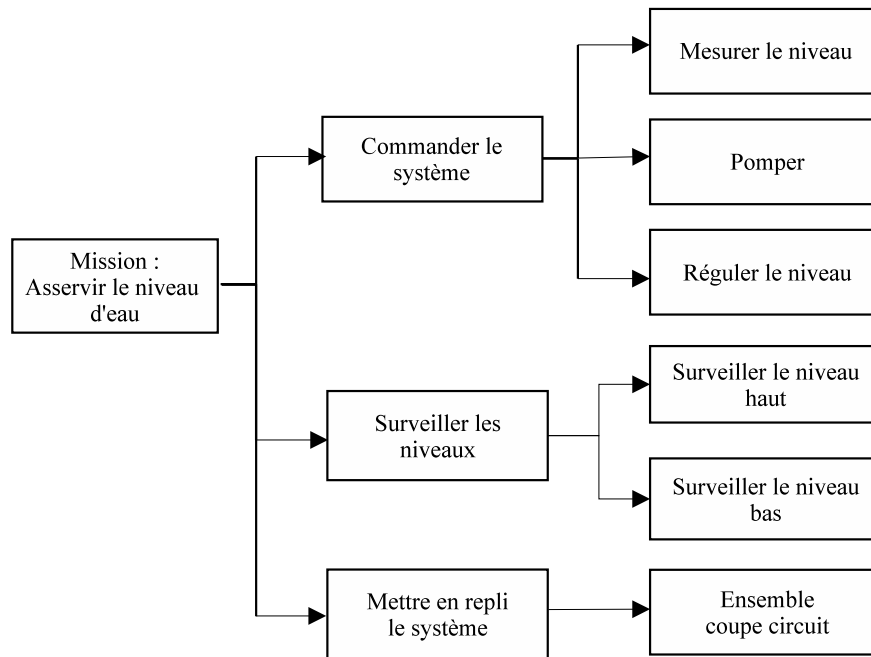 Mission :
Asservir le niveau
d'eau
Commander le
système
Mesurer le niveau
Pomper
Réguler le niveau
Surveiller les
niveaux
Surveiller le niveau
haut
Surveiller le niveau
bas
Mettre en repli
le système
Ensemble
coupe circuit